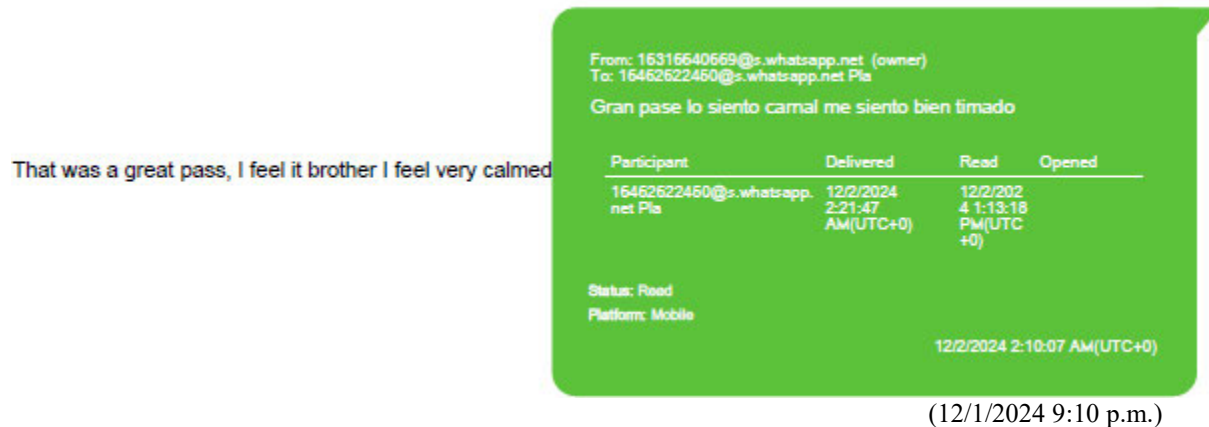 From: 16316640669@s.whatsapp.net (owner)
To: 16462622460@s.whatsapp.net Pla
Gran pase lo siento carnal me siento bien timado
That was a great pass, I feel it brother I feel very calmed
Participant Delivered Read Opened
16462622460@s.whatsapp. 12/2/2024 12/2/202
net Pla 2:21:47 4 1:13:18
AM(UTC+0) PM(UTC
+0)
Status: Read
Platform: Mobile
12/2/2024 2:10:07 AM(UTC+0)
(12/1/2024 9:10 p.m.)